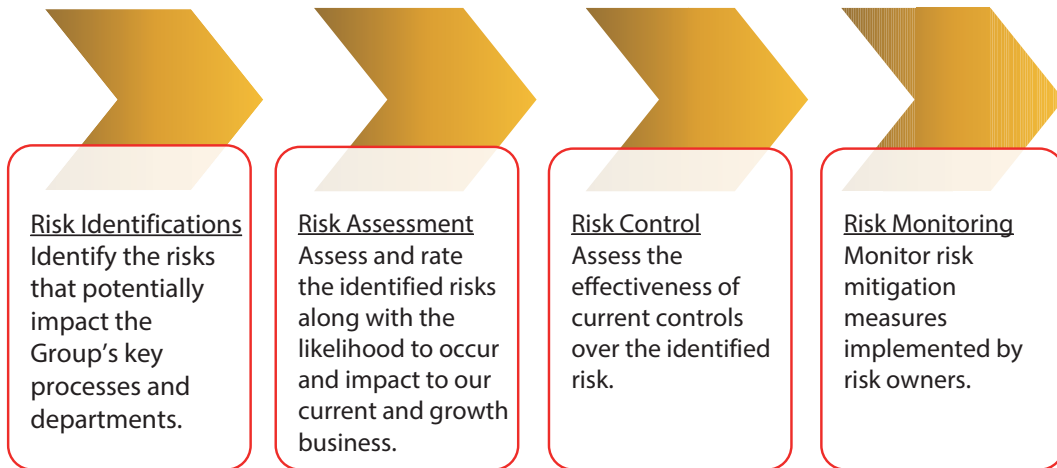 Risk Identifications
Identify the risks
that potentially
impact the
Group's key
processes and
departments.
Risk Assessment
Assess and rate
the identified risks
along with the
likelihood to occur
and impact to our
current and growth
business.
Risk Control
Assess the
effectiveness of
current controls
over the identified
risk.
Risk Monitoring
Monitor risk
mitigation
measures
implemented by
risk owners.